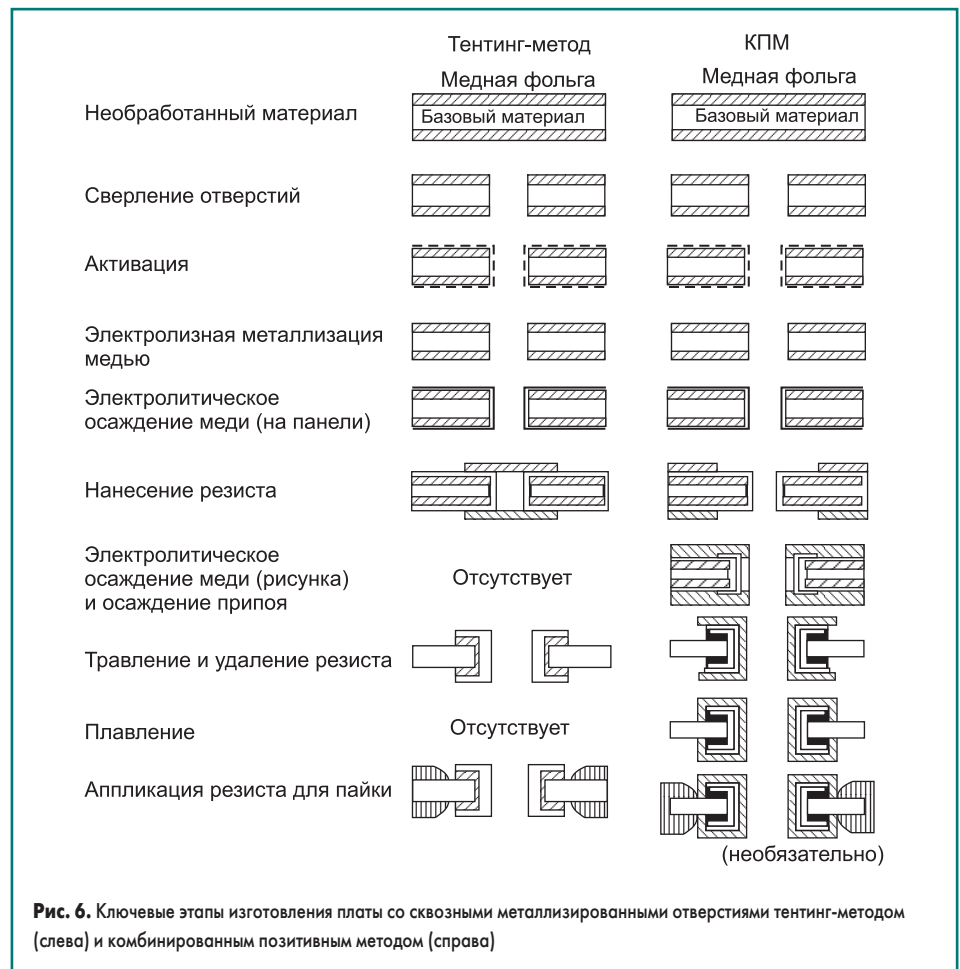 Тентинг-метод
КПМ
Медная фольга
Медная фольга
Необработанный материал
Базовый материал
Базовый материал
Сверление отверстий
Активация
Электролизная металлизация
медью
Электролитическое
осаждение меди (на панели)
Нанесение резиста
Электролитическое
осаждение меди (рисунка)
и осаждение припоя
Отсутствует
Травление и удаление резиста
Плавление
Отсутствует
Аппликация резиста для пайки
(необязательно)
Рис. 6. Ключевые этапы изготовления платы со сквозными металлизированными отверстиями тентинг-методом
(слева) и комбинированным позитивным методом (справа)